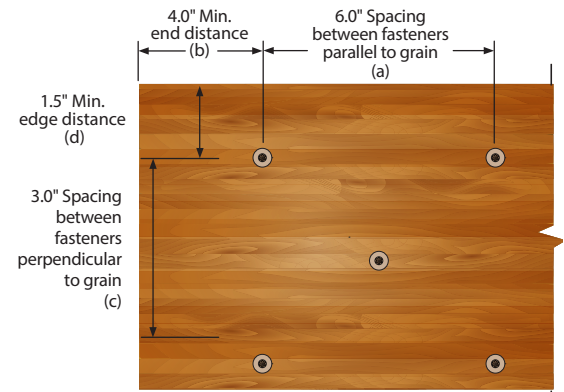 4.0" Min.
end distance
(b)
6.0" Spacing
between fasteners
parallel to grain
(a)
1.5" Min.
edge distance
(d)
3.0" Spacing
between
fasteners
perpendicular
to grain
(c)